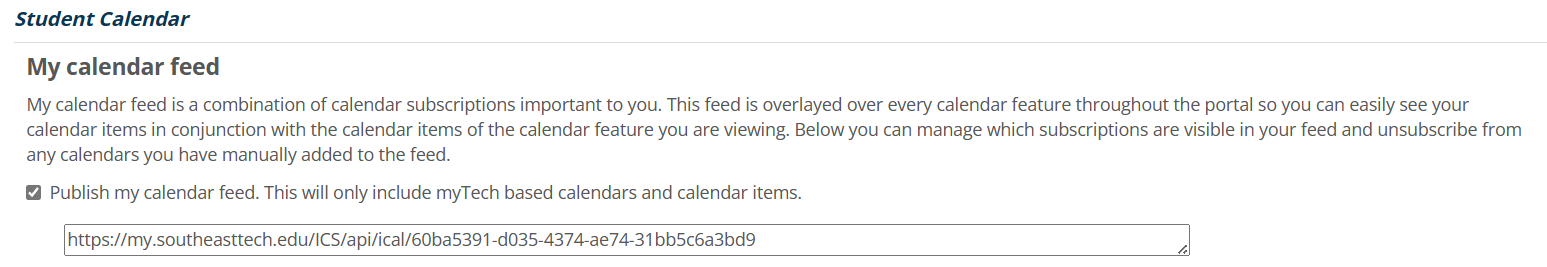 Student Calendar
My calendar feed
My calendar feed is a combination of calendar subscriptions important to you. This feed is overlayed over every calendar feature throughout the portal so you can easily see your
calendar items in conjunction with the calendar items of the calendar feature you are viewing. Below you can manage which subscriptions are visible in your feed and unsubscribe from
any calendars you have manually added to the feed.
Publish my calendar feed. This will only include myTech based calendars and calendar items.
https://my.southeasttech.edu/ICS/api/ical/60ba5391-d035-4374-ae74-31bb5c6a3bd9